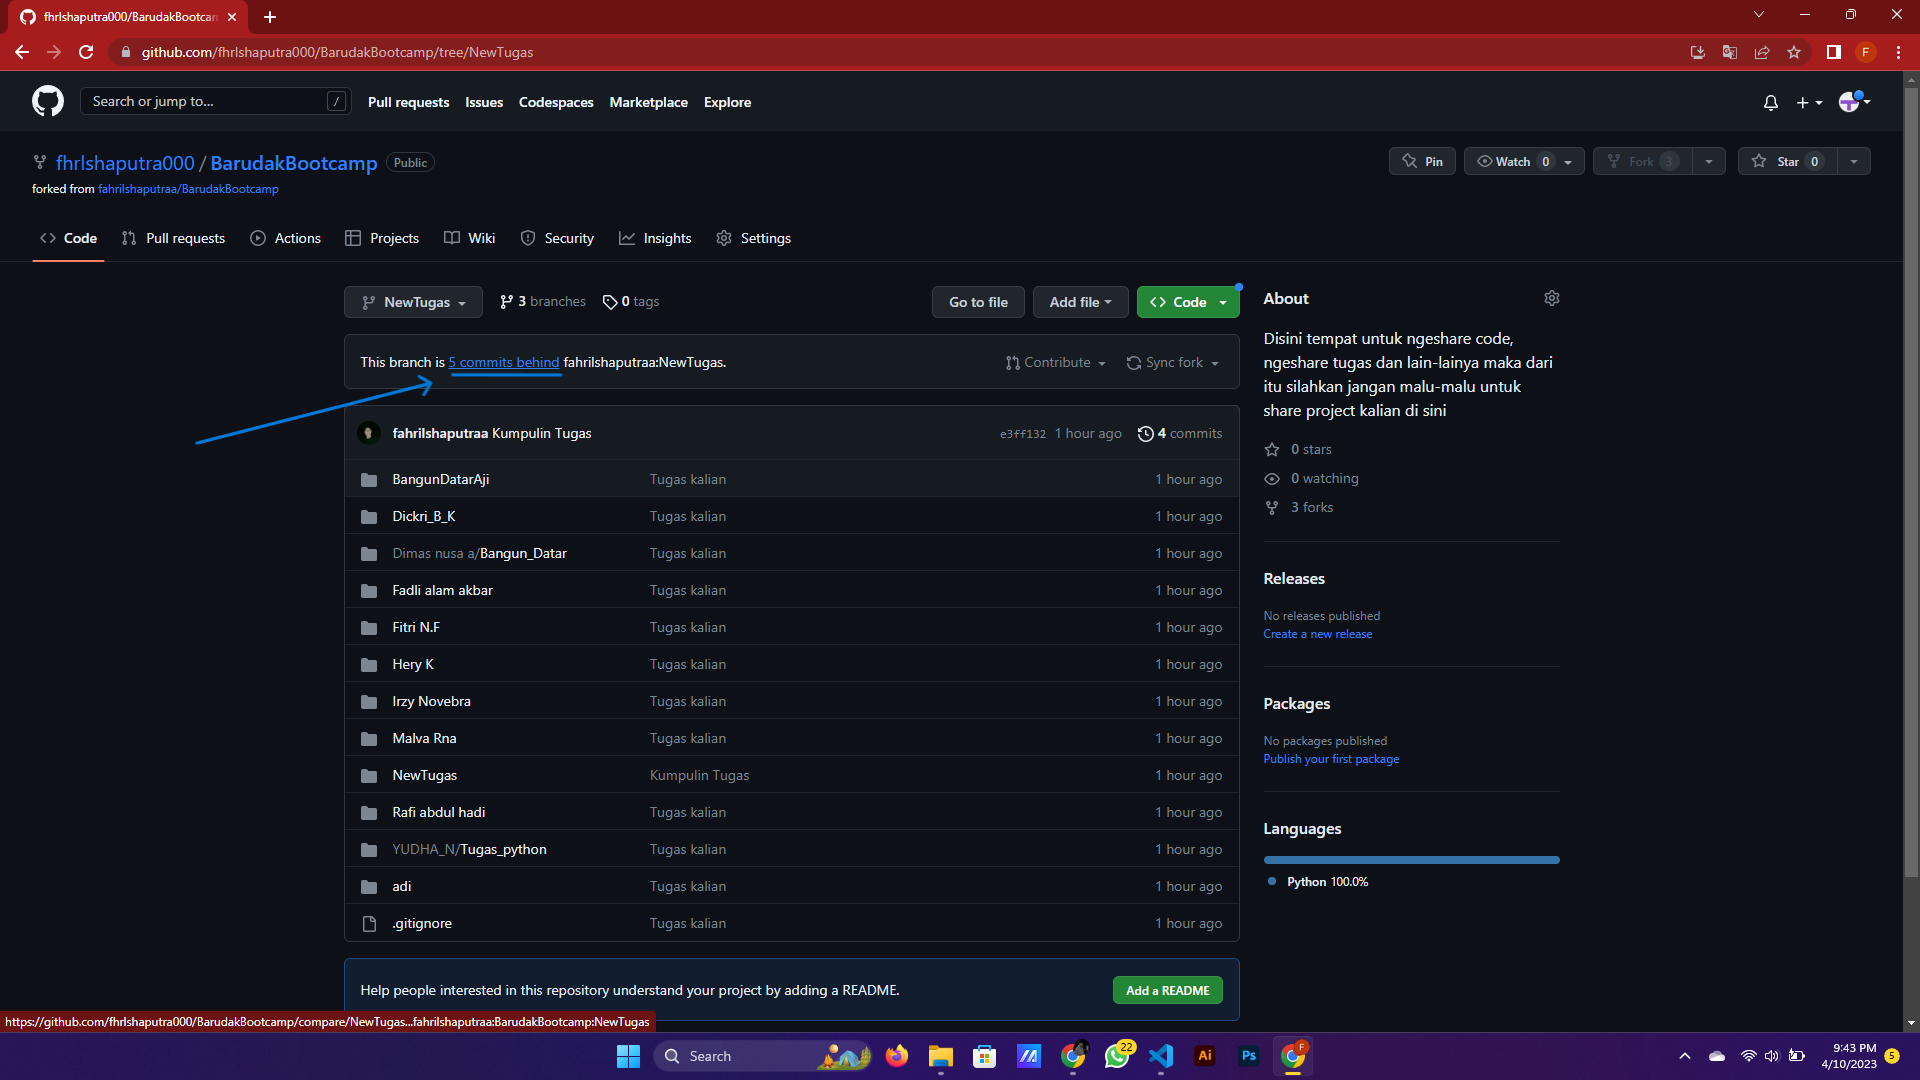 fhrlshaputra000/BarudakBootcam
github.com/fhrlshaputra000/BarudakBootcamp/tree/NewTugas
F
Search or jump to...
/
Pull requests
Issues
Codespaces
Marketplace
Explore
fhrlshaputra000 / BarudakBootcamp
Public
forked from fahrilshaputraa/BarudakBootcamp
Pin
Watch 0
Fork 3
Star 0
Code
Pull requests
Actions
Projects
Wiki
Security
Insights
Settings
NewTugas
3 branches
0 tags
Go to file
Add file
Code
This branch is 5 commits behind fahrilshaputraa:NewTugas.
Contribute
Sync fork
fahrilshaputraa Kumpulin Tugas
e3ff132 1 hour ago
4 commits
BangunDatarAji Tugas kalian 1 hour ago
Dickri_B_K Tugas kalian 1 hour ago
Dimas nusa a/Bangun_Datar Tugas kalian 1 hour ago
Fadli alam akbar Tugas kalian 1 hour ago
Fitri N.F Tugas kalian 1 hour ago
Hery K Tugas kalian 1 hour ago
Irzy Novebra Tugas kalian 1 hour ago
Malva Rna Tugas kalian 1 hour ago
NewTugas Kumpulin Tugas 1 hour ago
Rafi abdul hadi Tugas kalian 1 hour ago
YUDHA_N/Tugas_python Tugas kalian 1 hour ago
adi Tugas kalian 1 hour ago
.gitignore Tugas kalian 1 hour ago
Help people interested in this repository understand your project by adding a README.
Add a README
About
Disini tempat untuk ngeshare code,
ngeshare tugas dan lain-lainya maka dari
itu silahkan jangan malu-malu untuk
share project kalian di sini
0 stars
0 watching
3 forks
Releases
No releases published
Create a new release
Packages
No packages published
Publish your first package
Languages
Python 100.0%
https://github.com/fhrlshaputra000/BarudakBootcamp/compare/NewTugas...fahrilshaputraa:BarudakBootcamp:NewTugas
Search
22
Ai
Ps
F
9:43 PM
4/10/2023
5